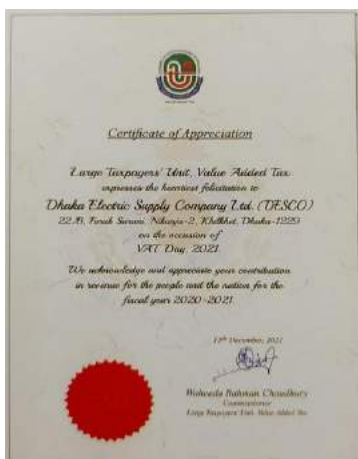 Certificate of Appreciation
Large Taxpayers' Unit, Value Added Tax
expresses the heartiest felicitation to
Dhaka Electric Supply Company Ltd. (DESCO)
22/B, Faruk Sarani, Nikunja-2, Khilkhet, Dhaka-1229
on the occasion of
VAT Day, 2021
We acknowledge and appreciate your contribution
in revenue for the people and the nation for the
fiscal year 2020-2021
December, 2021
Waheeda Rahman Chowdhury
Commissioner
Large Taxpayers' Unit, Value Added Tax